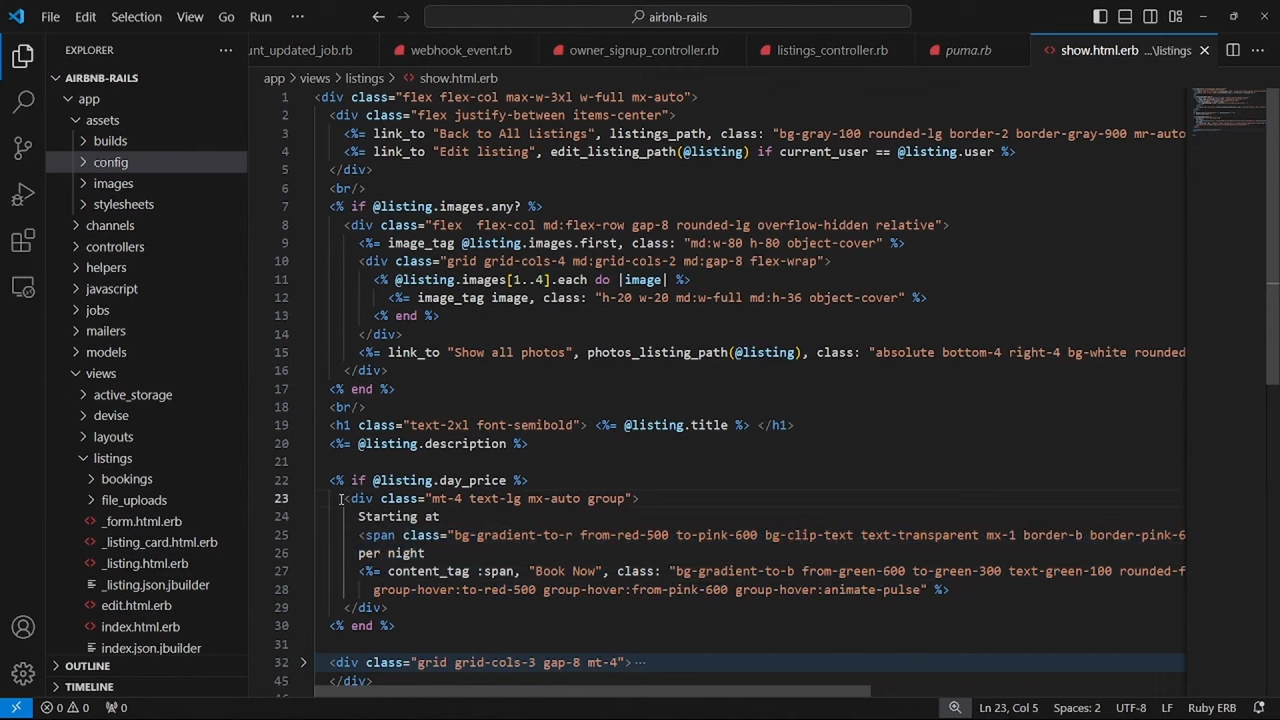 File Edit Selection View Go Run ··· airbnb-rails
EXPLORER ···
unt_updated_job.rb webhook_event.rb owner_signup_controller.rb listings_controller.rb puma.rb show.html.erb ...\listings ···
AIRBNB-RAILS
app > views > listings > show.html.erb
app
assets
builds
config
images
stylesheets
channels
controllers
helpers
javascript
jobs
mailers
models
views
active_storage
devise
layouts
listings
bookings
file_uploads
_form.html.erb
_listing_card.html.erb
_listing.html.erb
_listing.json.jbuilder
edit.html.erb
index.html.erb
index.json.jbuilder
OUTLINE
TIMELINE
1 <div class="flex flex-col max-w-3xl w-full mx-auto">
2 <div class="flex justify-between items-center">
3 <%= link_to "Back to All Listings", listings_path, class: "bg-gray-100 rounded-lg border-2 border-gray-900 mr-auto
4 <%= link_to "Edit listing", edit_listing_path(@listing) if current_user == @listing.user %>
5 </div>
6 <br/>
7 <% if @listing.images.any? %>
8 <div class="flex  flex-col md:flex-row gap-8 rounded-lg overflow-hidden relative">
9 <%= image_tag @listing.images.first, class: "md:w-80 h-80 object-cover" %>
10 <div class="grid grid-cols-4 md:grid-cols-2 md:gap-8 flex-wrap">
11 <% @listing.images[1..4].each do |image| %>
12 <%= image_tag image, class: "h-20 w-20 md:w-full md:h-36 object-cover" %>
13 <% end %>
14 </div>
15 <%= link_to "Show all photos", photos_listing_path(@listing), class: "absolute bottom-4 right-4 bg-white rounded
16 </div>
17 <% end %>
18 <br/>
19 <h1 class="text-2xl font-semibold"> <%= @listing.title %> </h1>
20 <%= @listing.description %>
21
22 <% if @listing.day_price %>
23 <div class="mt-4 text-lg mx-auto group">
24 Starting at
25 <span class="bg-gradient-to-r from-red-500 to-pink-600 bg-clip-text text-transparent mx-1 border-b border-pink-6
26 per night
27 <%= content_tag :span, "Book Now", class: "bg-gradient-to-b from-green-600 to-green-300 text-green-100 rounded-f
28 group-hover:to-red-500 group-hover:from-pink-600 group-hover:animate-pulse" %>
29 </div>
30 <% end %>
31
32 <div class="grid grid-cols-3 gap-8 mt-4"> ···
</div>
0 0 0 Ln 23, Col 5 Spaces: 2 UTF-8 LF Ruby ERB